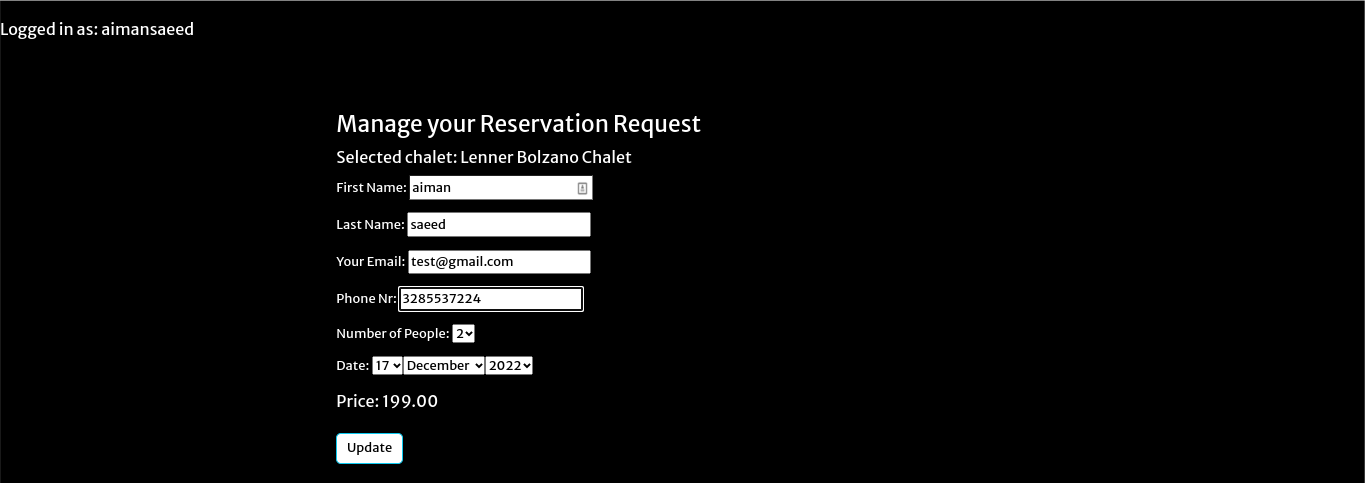 Logged in as: aimansaeed
Manage your Reservation Request
Selected chalet: Lenner Bolzano Chalet
First Name: aiman
Last Name: saeed
Your Email: test@gmail.com
Phone Nr: 3285537224
Number of People: 2
Date: 17 December 2022
Price: 199.00
Update